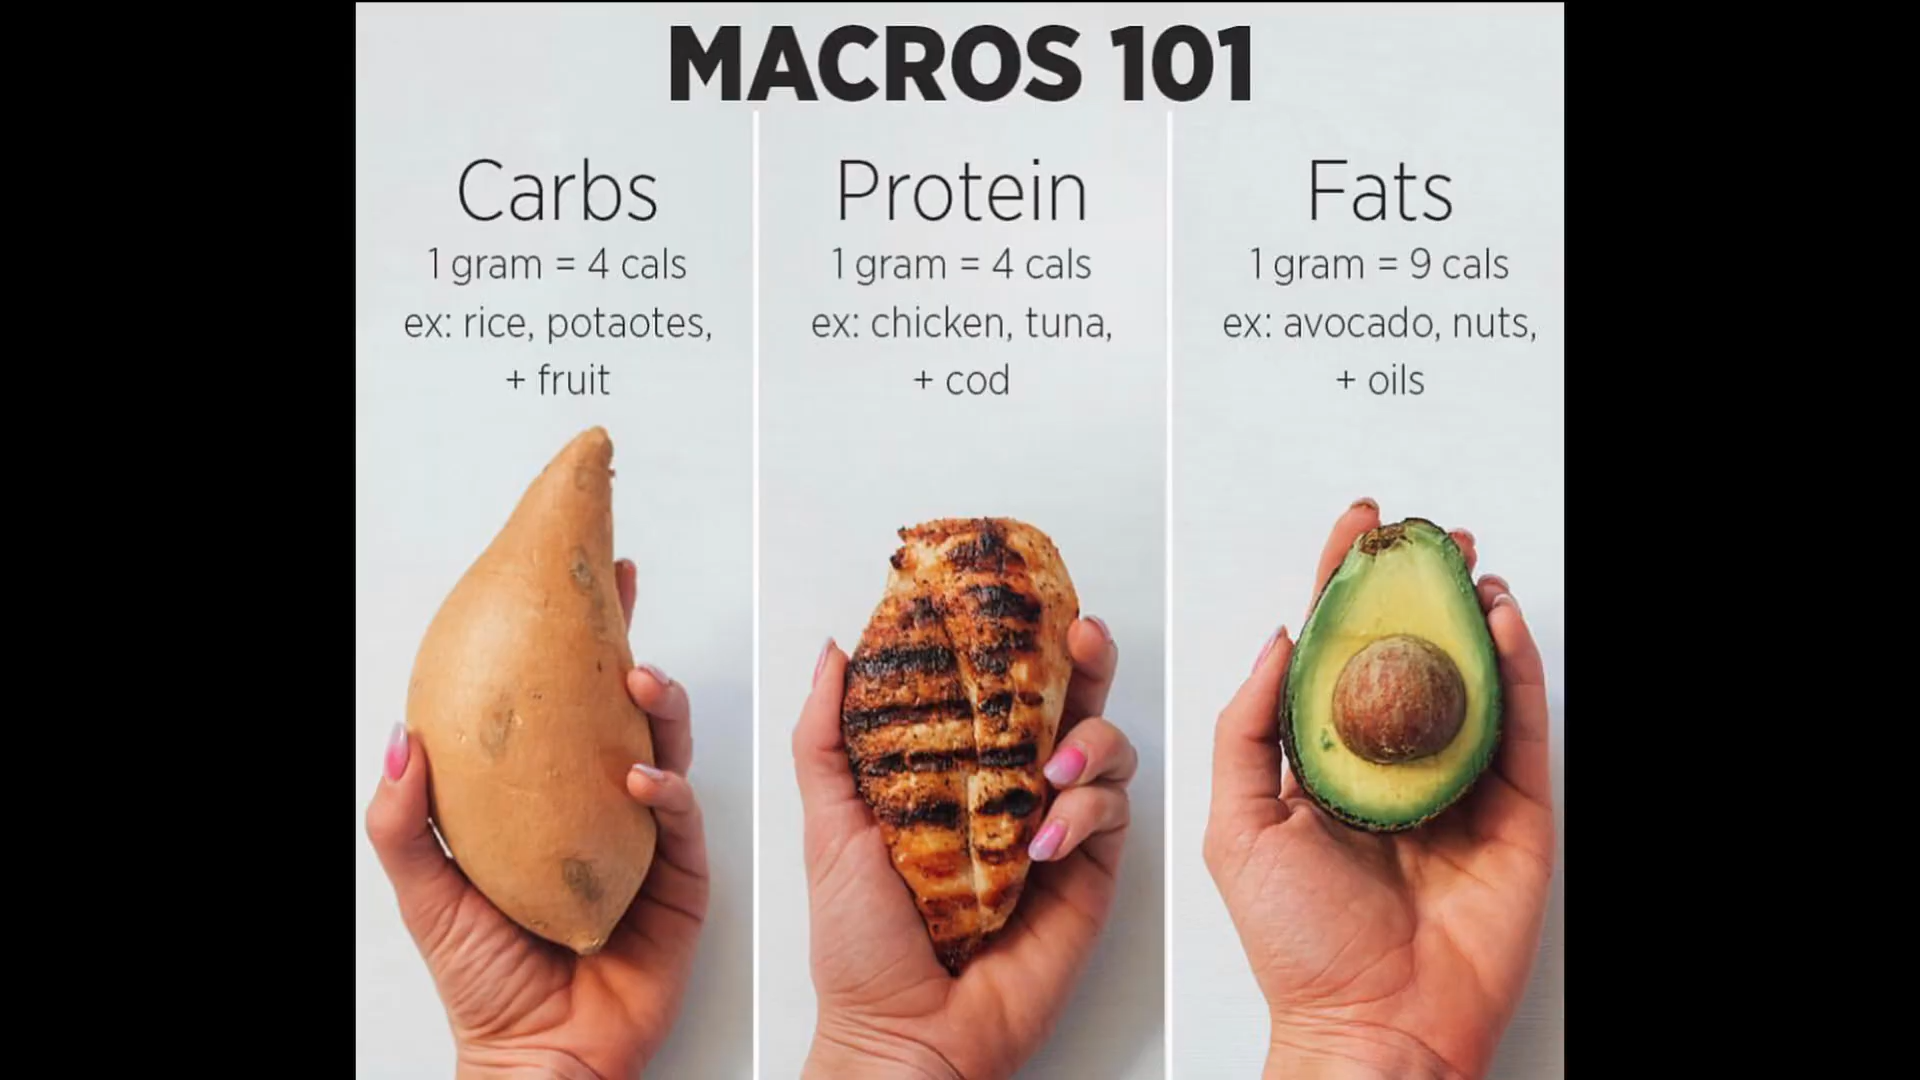 MACROS 101
Carbs
1 gram = 4 cals
ex: rice, potaotes,
+ fruit
Protein
1 gram = 4 cals
ex: chicken, tuna,
+ cod
Fats
1 gram = 9 cals
ex: avocado, nuts,
+ oils